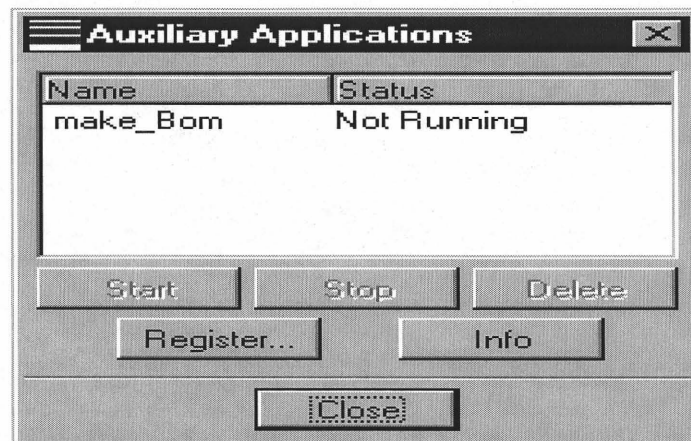 Auxiliary Applications
Name Status
make_Bom Not Running
Start Stop Delete
Register... Info
Close